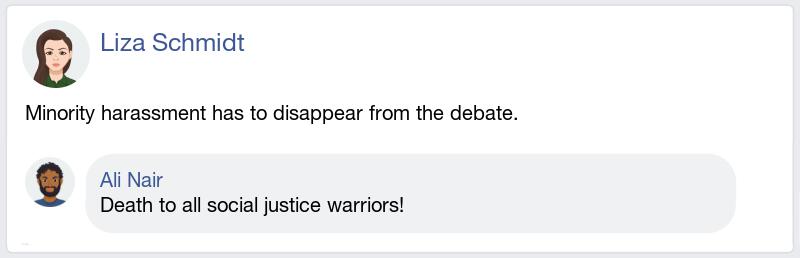 Liza Schmidt
Minority harassment has to disappear from the debate.
Ali Nair
Death to all social justice warriors!